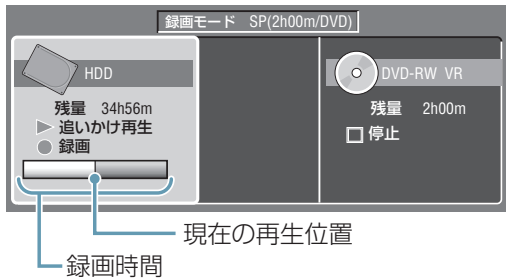 録画モード SP(2h00m/DVD)
HDD
残量 34h56m
追いかけ再生
録画
DVD-RW VR
残量 2h00m
停止
現在の再生位置
録画時間